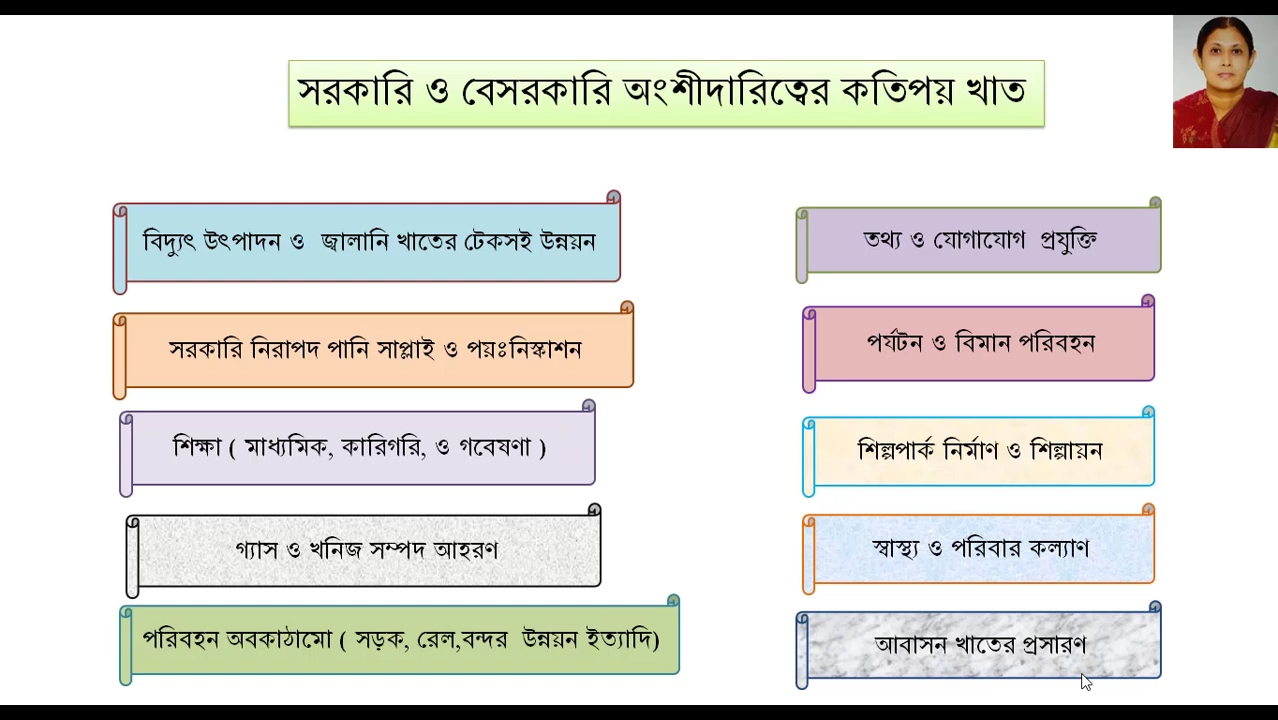 সরকারি ও বেসরকারি অংশীদারিত্বের কতিপয় খাত
বিদ্যুৎ উৎপাদন ও জ্বালানি খাতের টেকসই উন্নয়ন
সরকারি নিরাপদ পানি সাপ্লাই ও পয়ঃনিস্কাশন
শিক্ষা ( মাধ্যমিক, কারিগরি, ও গবেষণা )
গ্যাস ও খনিজ সম্পদ আহরণ
পরিবহন অবকাঠামো ( সড়ক, রেল,বন্দর উন্নয়ন ইত্যাদি)
তথ্য ও যোগাযোগ প্রযুক্তি
পর্যটন ও বিমান পরিবহন
শিল্পপার্ক নির্মাণ ও শিল্পায়ন
স্বাস্থ্য ও পরিবার কল্যাণ
আবাসন খাতের প্রসারণ